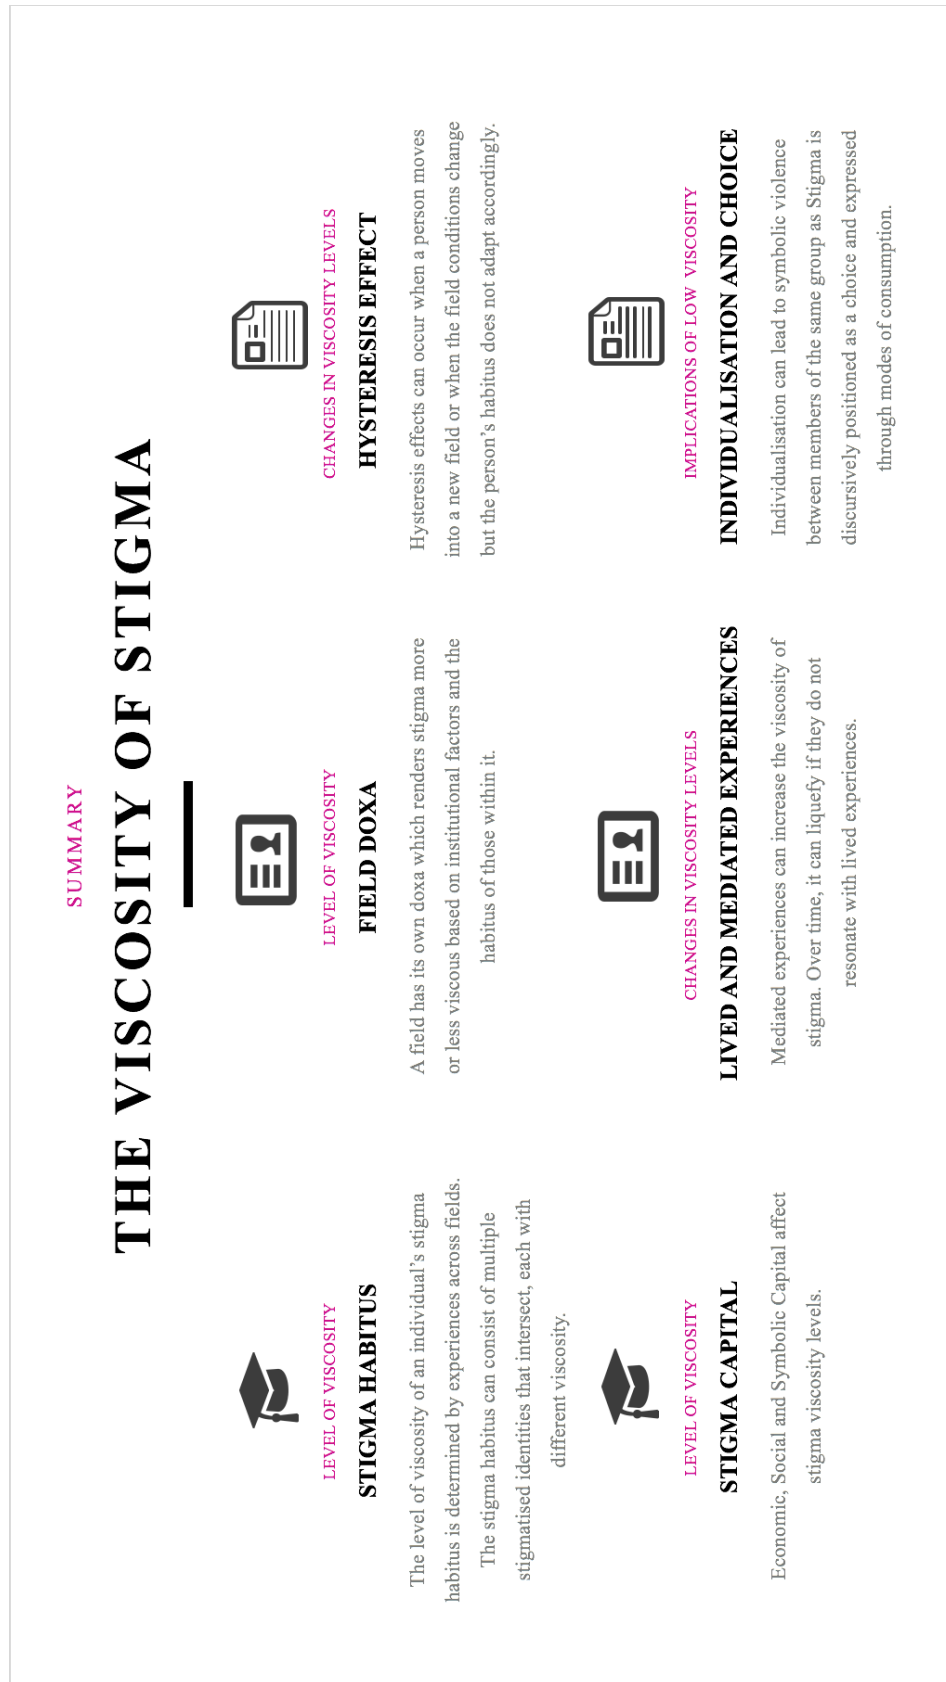 SUMMARY
THE VISCOSITY OF STIGMA
LEVEL OF VISCOSITY
STIGMA HABITUS
The level of viscosity of an individual's stigma
habitus is determined by experiences across fields.
The stigma habitus can consist of multiple
stigmatised identities that intersect, each with
different viscosity.
LEVEL OF VISCOSITY
FIELD DOXA
A field has its own doxa which renders stigma more
or less viscous based on institutional factors and the
habitus of those within it.
CHANGES IN VISCOSITY LEVELS
HYSTERESIS EFFECT
Hysteresis effects can occur when a person moves
into a new field or when the field conditions change
but the person's habitus does not adapt accordingly.
LEVEL OF VISCOSITY
STIGMA CAPITAL
Economic, Social and Symbolic Capital affect
stigma viscosity levels.
CHANGES IN VISCOSITY LEVELS
LIVED AND MEDIATED EXPERIENCES
Mediated experiences can increase the viscosity of
stigma. Over time, it can liquefy if they do not
resonate with lived experiences.
IMPLICATIONS OF LOW VISCOSITY
INDIVIDUALISATION AND CHOICE
Individualisation can lead to symbolic violence
between members of the same group as Stigma is
discursively positioned as a choice and expressed
through modes of consumption.